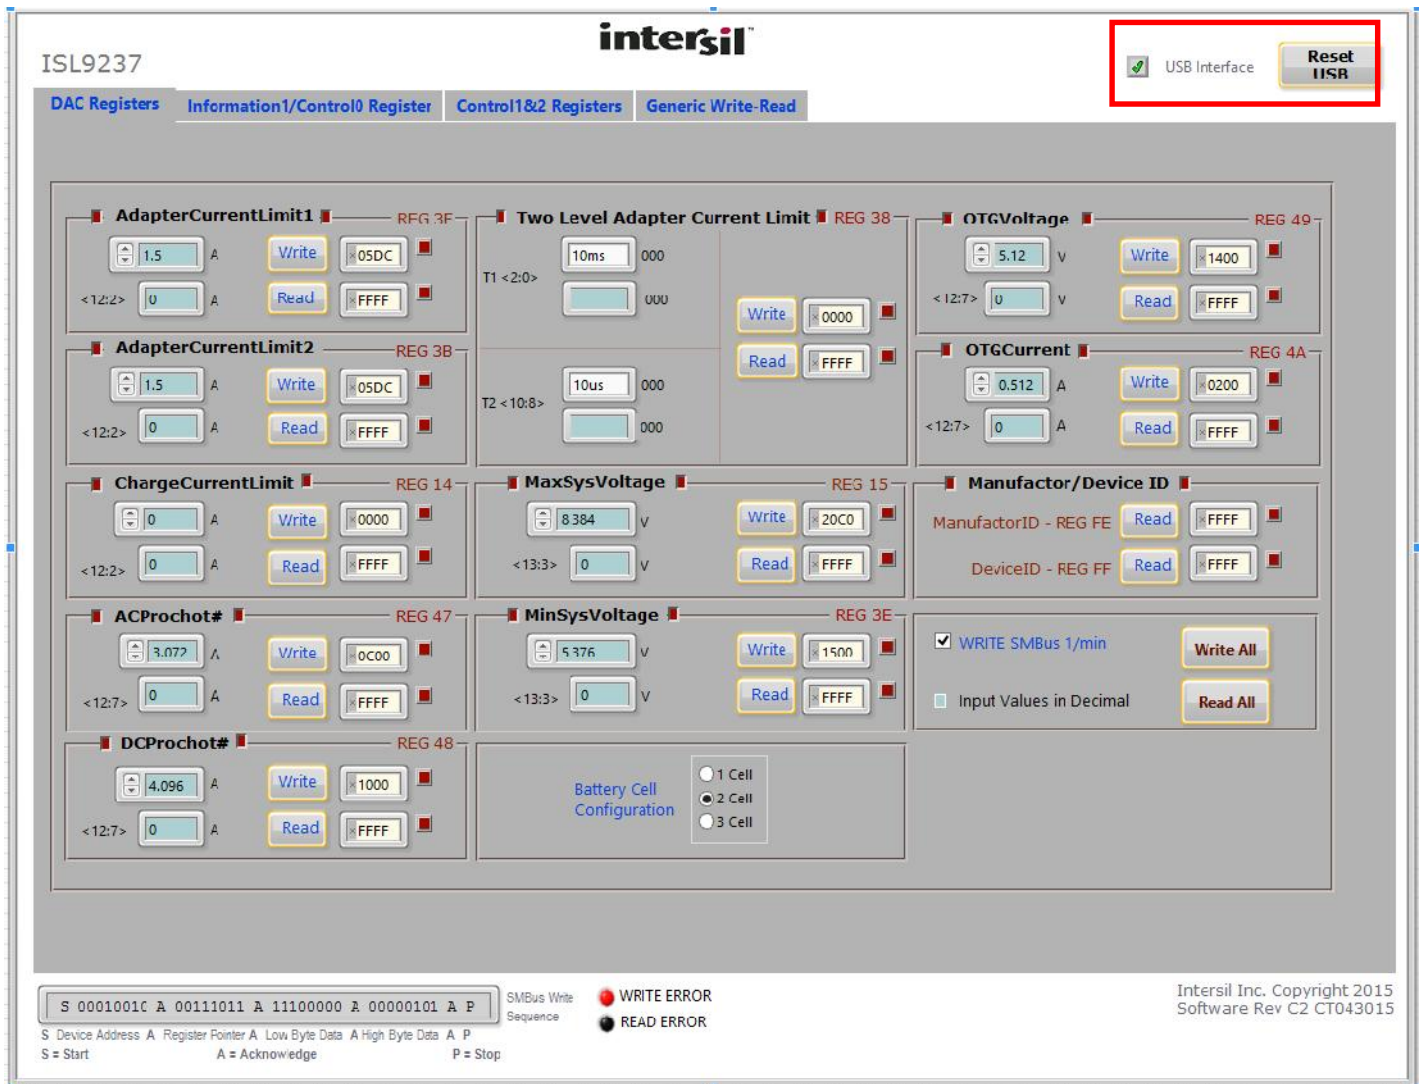 intersil
ISL9237
USB Interface
Reset
USB
DAC Registers
Information1/Control0 Register
Control1&2 Registers
Generic Write-Read
AdapterCurrentLimit1
REG 3F
1.5
A
Write
×05DC
<12:2>
0
A
Read
×FFFF
AdapterCurrentLimit2
REG 3B
1.5
A
Write
×05DC
<12:2>
0
A
Read
×FFFF
ChargeCurrentLimit
REG 14
0
A
Write
×0000
<12:2>
0
A
Read
×FFFF
ACProchot#
REG 47
3.072
A
Write
×0C00
<12:7>
0
A
Read
×FFFF
DCProchot#
REG 48
4.096
A
Write
×1000
<12:7>
0
A
Read
×FFFF
Two Level Adapter Current Limit
REG 38
10ms
000
T1 <2:0>
000
Write
×0000
Read
×FFFF
10us
000
T2 <10:8>
000
MaxSysVoltage
REG 15
8.384
V
Write
×20C0
<13:3>
0
V
Read
×FFFF
MinSysVoltage
REG 3E
5.376
V
Write
×1500
<13:3>
0
V
Read
×FFFF
Battery Cell
Configuration
1 Cell
2 Cell
3 Cell
OTGVoltage
REG 49
5.12
V
Write
×1400
<12:7>
0
V
Read
×FFFF
OTGCurrent
REG 4A
0.512
A
Write
×0200
<12:7>
0
A
Read
×FFFF
Manufactor/Device ID
ManufactorID - REG FE
Read
×FFFF
DeviceID - REG FF
Read
×FFFF
WRITE SMBus 1/min
Write All
Input Values in Decimal
Read All
S 00010010 A 00111011 A 11100000 A 00000101 A P
SMBus Write
Sequence
S Device Address A Register Pointer A Low Byte Data A High Byte Data A P
S = Start
A = Acknowledge
P = Stop
WRITE ERROR
READ ERROR
Intersil Inc. Copyright 2015
Software Rev C2 CT043015